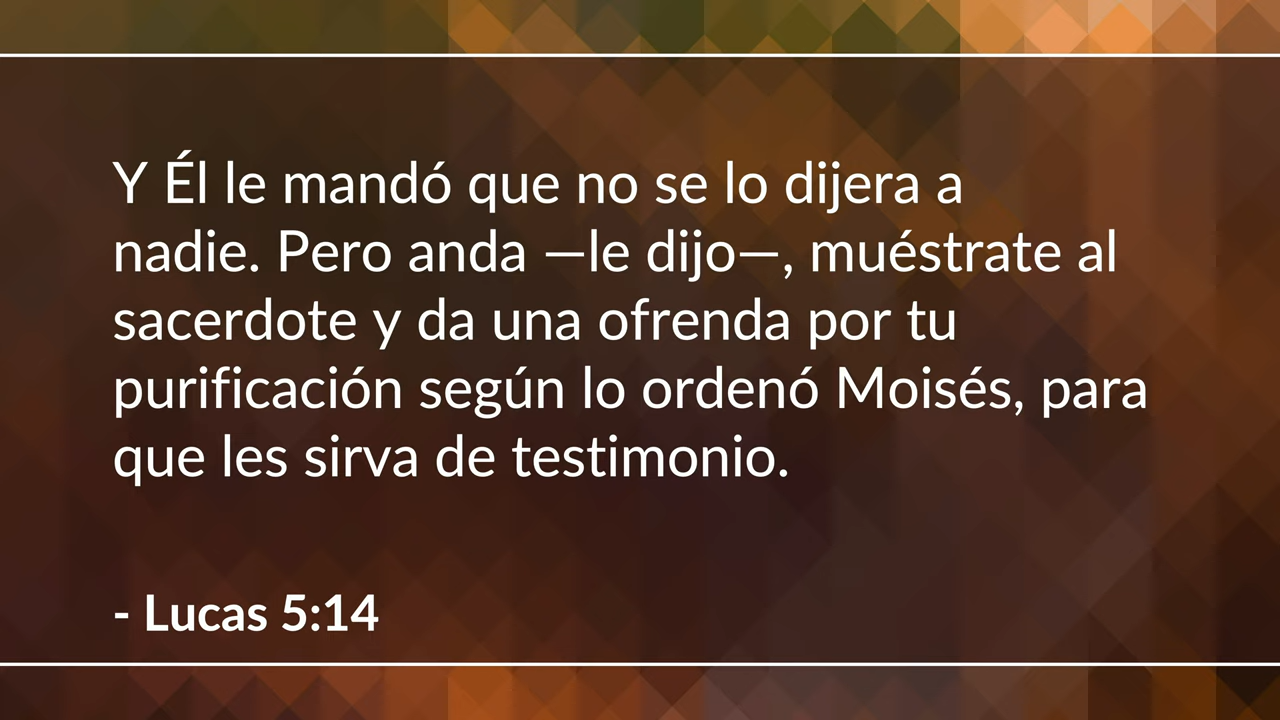 Y Él le mandó que no se lo dijera a
nadie. Pero anda —le dijo—, muéstrate al
sacerdote y da una ofrenda por tu
purificación según lo ordenó Moisés, para
que les sirva de testimonio.
- Lucas 5:14